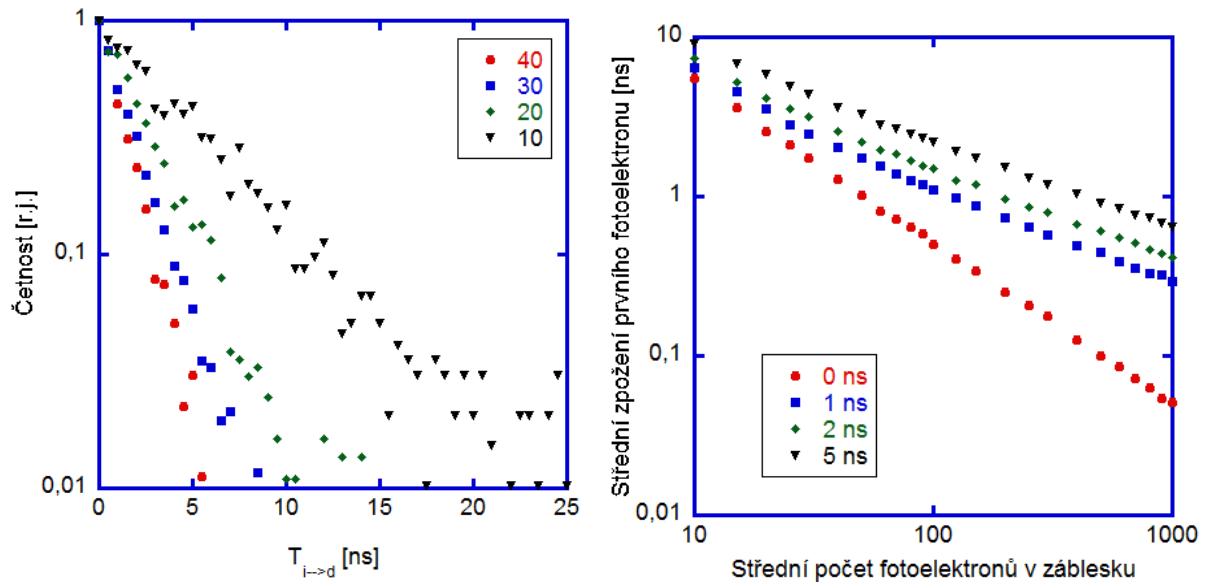 Četnost [r.j.]
1
0,1
0,01
40
30
20
10
0
5
10
15
20
25
T i-->d [ns]
Střední zpoždění prvního fotoelektronu [ns]
10
1
0,1
0,01
0 ns
1 ns
2 ns
5 ns
10
100
1000
Střední počet fotoelektronů v záblesku